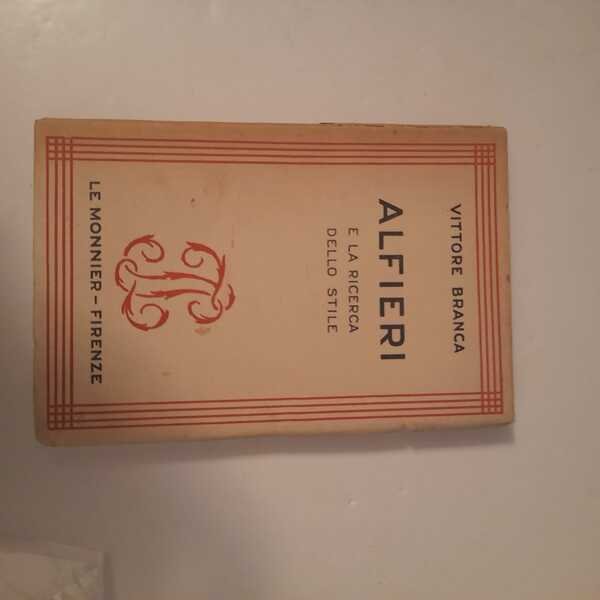 VITTORE BRANCA
ALFIERI
E LA RICERCA
DELLO STILE
LE MONNIER - FIRENZE